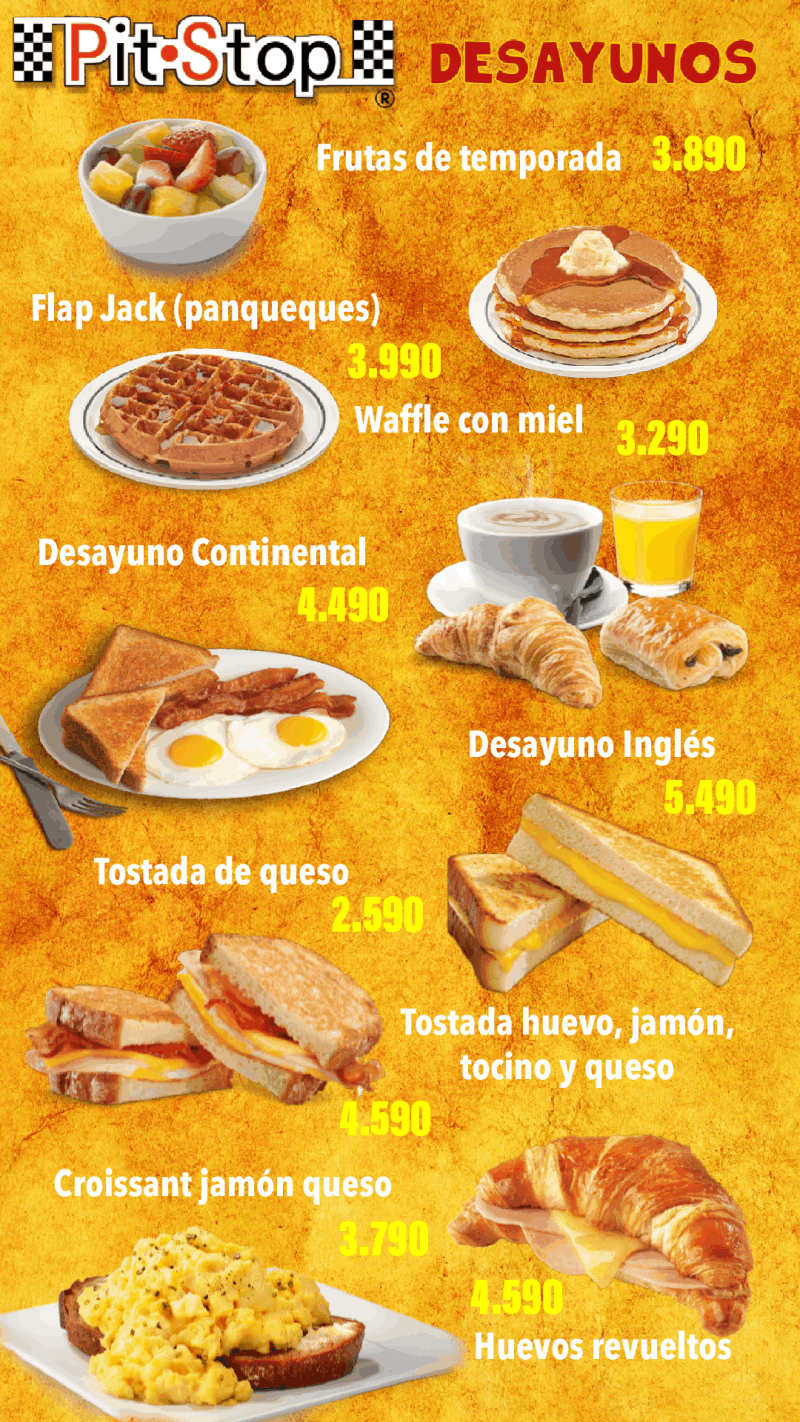 Pit•Stop
®
DESAYUNOS
Frutas de temporada 3.890
Flap Jack (panqueques)
3.990
Waffle con miel
3.290
Desayuno Continental
4.490
Desayuno Inglés
5.490
Tostada de queso
2.590
Tostada huevo, jamón,
tocino y queso
4.590
Croissant jamón queso
3.790
4.590
Huevos revueltos